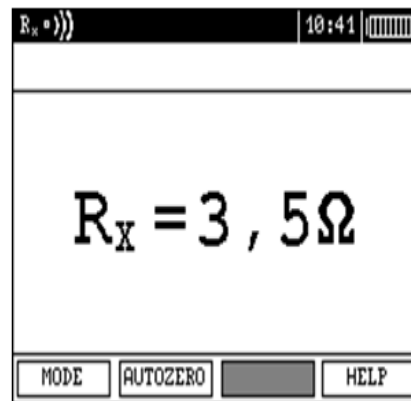 Rx 10:41
Rx = 3,5Ω
MODE AUTOZERO HELP